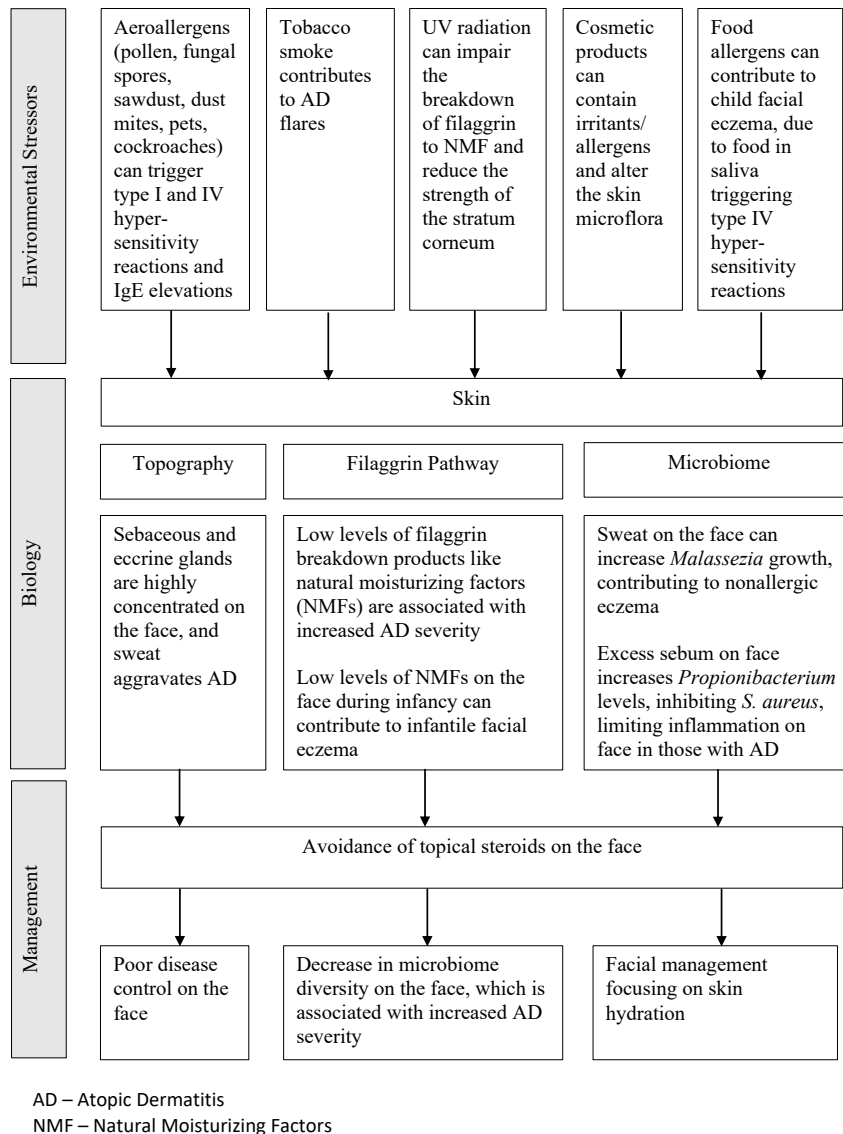 Environmental Stressors
Aeroallergens
(pollen, fungal
spores,
sawdust, dust
mites, pets,
cockroaches)
can trigger
type I and IV
hyper-
sensitivity
reactions and
IgE elevations
Tobacco
smoke
contributes
to AD
flares
UV radiation
can impair
the
breakdown
of filaggrin
to NMF and
reduce the
strength of
the stratum
corneum
Cosmetic
products
can
contain
irritants/
allergens
and alter
the skin
microflora
Food
allergens can
contribute to
child facial
eczema, due
to food in
saliva
triggering
type IV
hyper-
sensitivity
reactions
Biology
Skin
Topography
Filaggrin Pathway
Microbiome
Sebaceous and
eccrine glands
are highly
concentrated on
the face, and
sweat
aggravates AD
Low levels of filaggrin
breakdown products like
natural moisturizing factors
(NMFs) are associated with
increased AD severity
Low levels of NMFs on the
face during infancy can
contribute to infantile facial
eczema
Sweat on the face can
increase Malassezia growth,
contributing to nonallergic
eczema
Excess sebum on face
increases Propionibacterium
levels, inhibiting S. aureus,
limiting inflammation on
face in those with AD
Management
Avoidance of topical steroids on the face
Poor disease
control on the
face
Decrease in microbiome
diversity on the face, which is
associated with increased AD
severity
Facial management
focusing on skin
hydration
AD – Atopic Dermatitis
NMF – Natural Moisturizing Factors